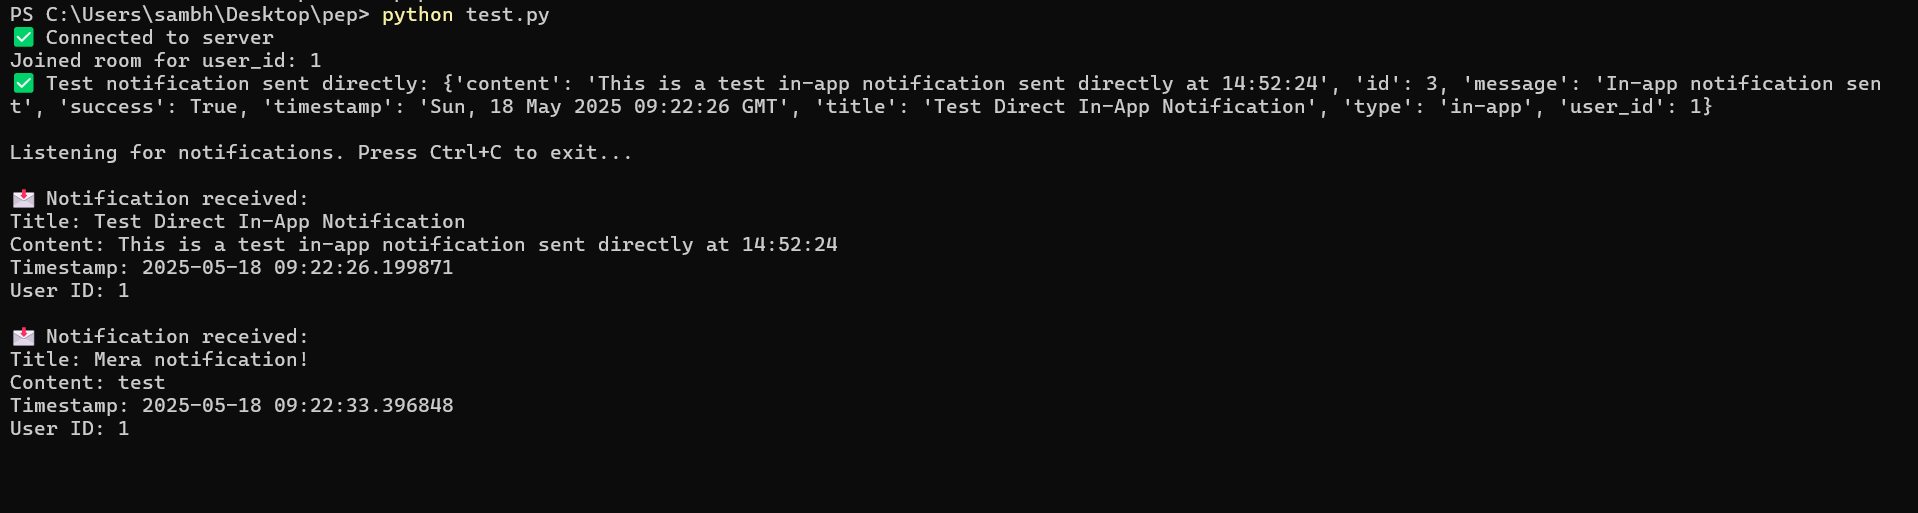 PS C:\Users\sambh\Desktop\pep> python test.py
✅ Connected to server
Joined room for user_id: 1
✅ Test notification sent directly: {'content': 'This is a test in-app notification sent directly at 14:52:24', 'id': 3, 'message': 'In-app notification sen
t', 'success': True, 'timestamp': 'Sun, 18 May 2025 09:22:26 GMT', 'title': 'Test Direct In-App Notification', 'type': 'in-app', 'user_id': 1}
Listening for notifications. Press Ctrl+C to exit...
📩 Notification received:
Title: Test Direct In-App Notification
Content: This is a test in-app notification sent directly at 14:52:24
Timestamp: 2025-05-18 09:22:26.199871
User ID: 1
📩 Notification received:
Title: Mera notification!
Content: test
Timestamp: 2025-05-18 09:22:33.396848
User ID: 1